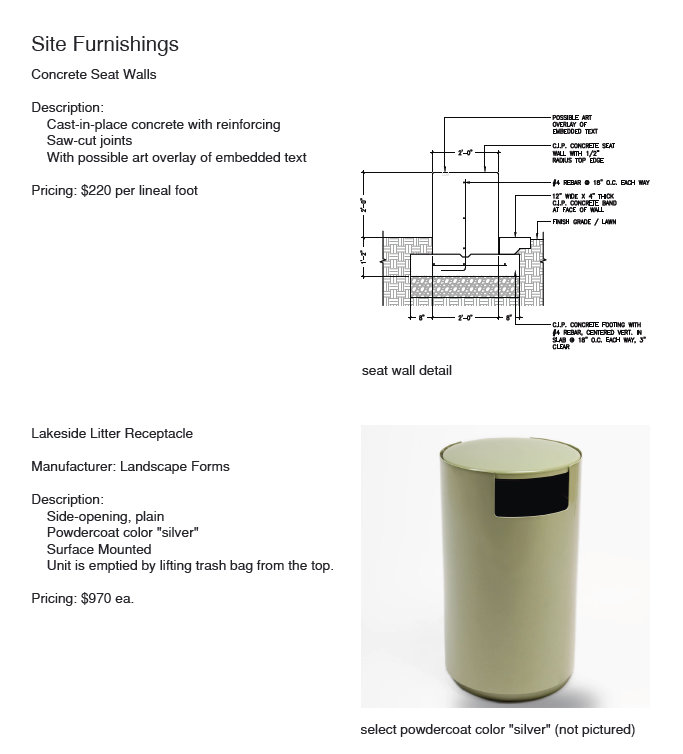 Site Furnishings
Concrete Seat Walls
Description:
Cast-in-place concrete with reinforcing
Saw-cut joints
With possible art overlay of embedded text
Pricing: $220 per lineal foot
POSSIBLE ART
OVERLAY OF
EMBEDDED TEXT
C.I.P. CONCRETE SEAT
WALL WITH 1/2"
RADIUS TOP EDGE
2'-0"
#4 REBAR @ 18" O.C. EACH WAY
12" WIDE X 4" THICK
C.I.P. CONCRETE BAND
AT FACE OF WALL
FINISH GRADE / LAWN
1'-2"
8"
2'-0"
8"
C.I.P. CONCRETE FOOTING WITH
#4 REBAR, CENTERED VERT. IN
SLAB @ 18" O.C. EACH WAY, 3"
CLEAR
seat wall detail
Lakeside Litter Receptacle
Manufacturer: Landscape Forms
Description:
Side-opening, plain
Powdercoat color "silver"
Surface Mounted
Unit is emptied by lifting trash bag from the top.
Pricing: $970 ea.
select powdercoat color "silver" (not pictured)